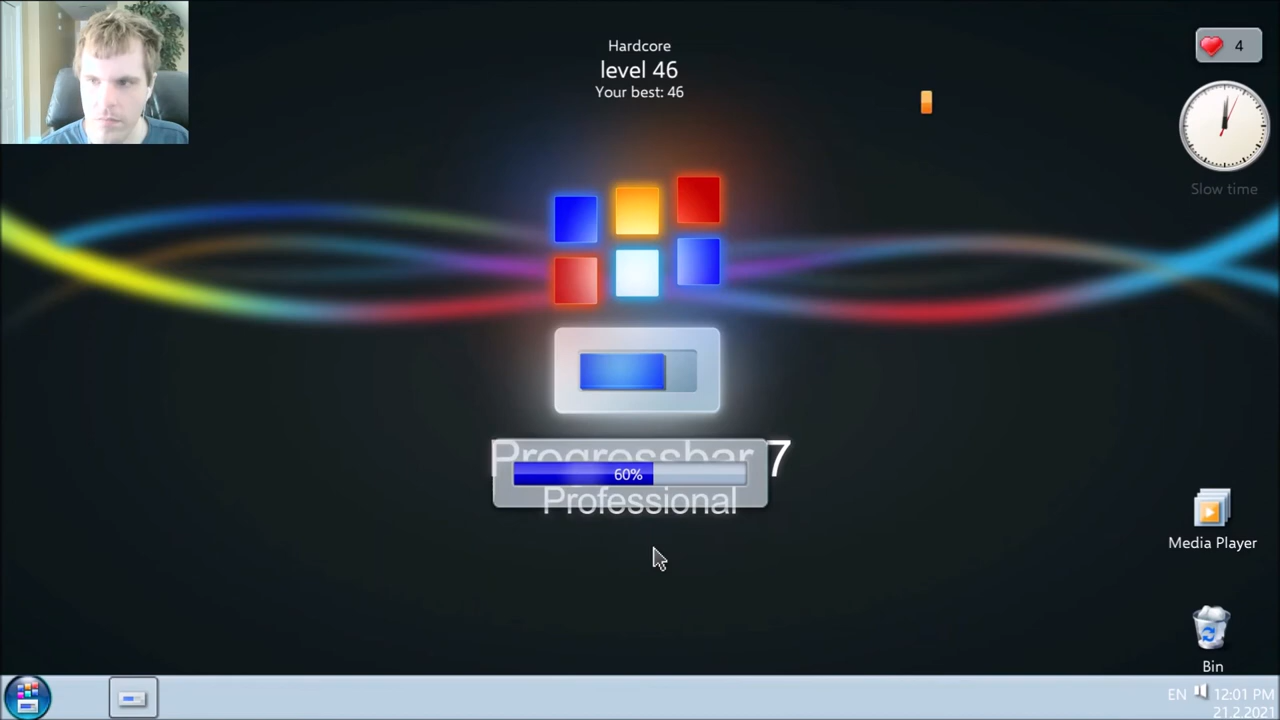 Hardcore
level 46
Your best: 46
4
Slow time
Progressbar 7
60%
Professional
Media Player
Bin
EN 12:01 PM
21.2.2021